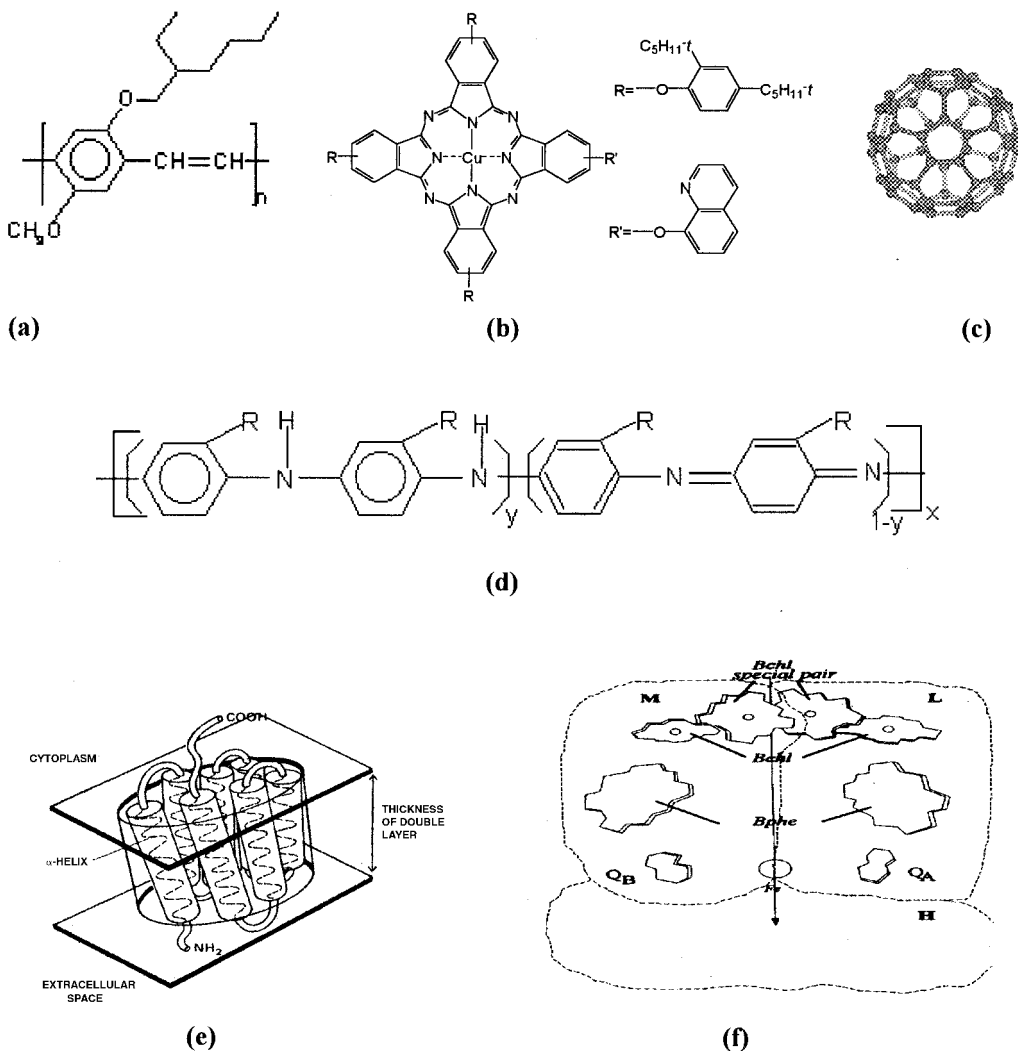 R
C₅H₁₁-t
R=—O
C₅H₁₁-t
O
CH=CH
n
CH₃O
N N N
N Cu N
N N N
R R'
N
R'=—O
R
(a) (b) (c)
R H R H R R
N N N N
y 1-y x
(d)
COOH
CYTOPLASM
THICKNESS
OF DOUBLE
LAYER
α-HELIX
NH₂
EXTRACELLULAR
SPACE
(e)
Bchl
special pair
M L
Bchl
Bphe
QB QA
Fe
H
(f)